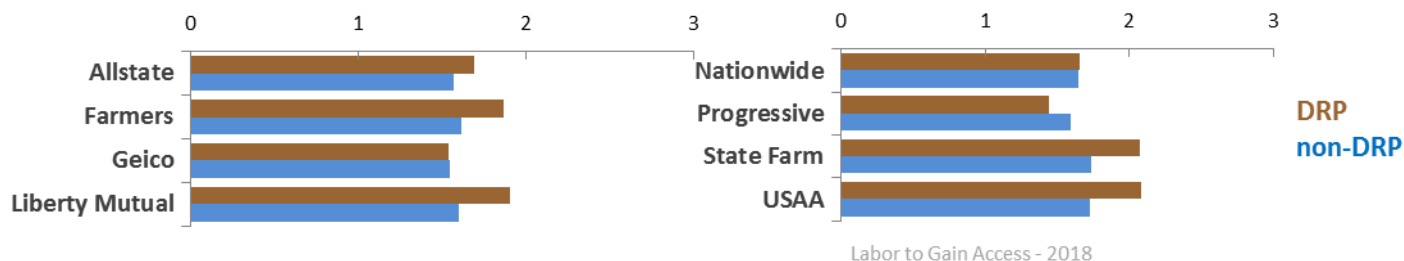 0 1 2 3
Allstate
Farmers
Geico
Liberty Mutual
0 1 2 3
Nationwide
Progressive
State Farm
USAA
DRP
non-DRP
Labor to Gain Access - 2018